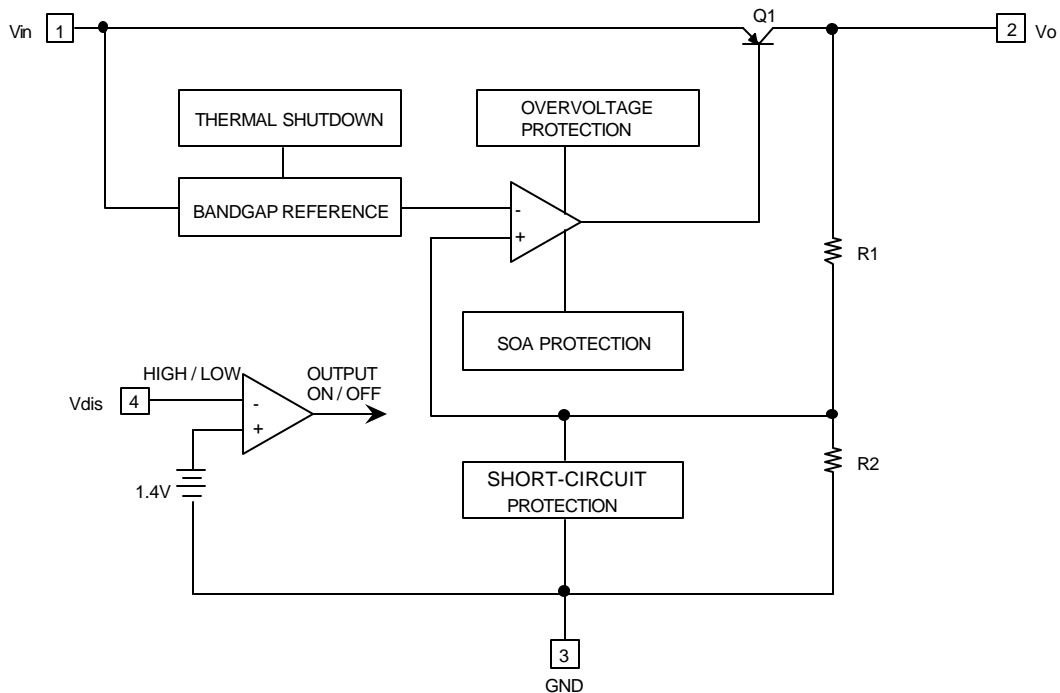 Q1
Vin 1
2 Vo
THERMAL SHUTDOWN
OVERVOLTAGE
PROTECTION
BANDGAP REFERENCE
-
+
R1
SOA PROTECTION
HIGH / LOW
OUTPUT
ON / OFF
Vdis 4
-
+
1.4V
SHORT-CIRCUIT
PROTECTION
R2
3
GND